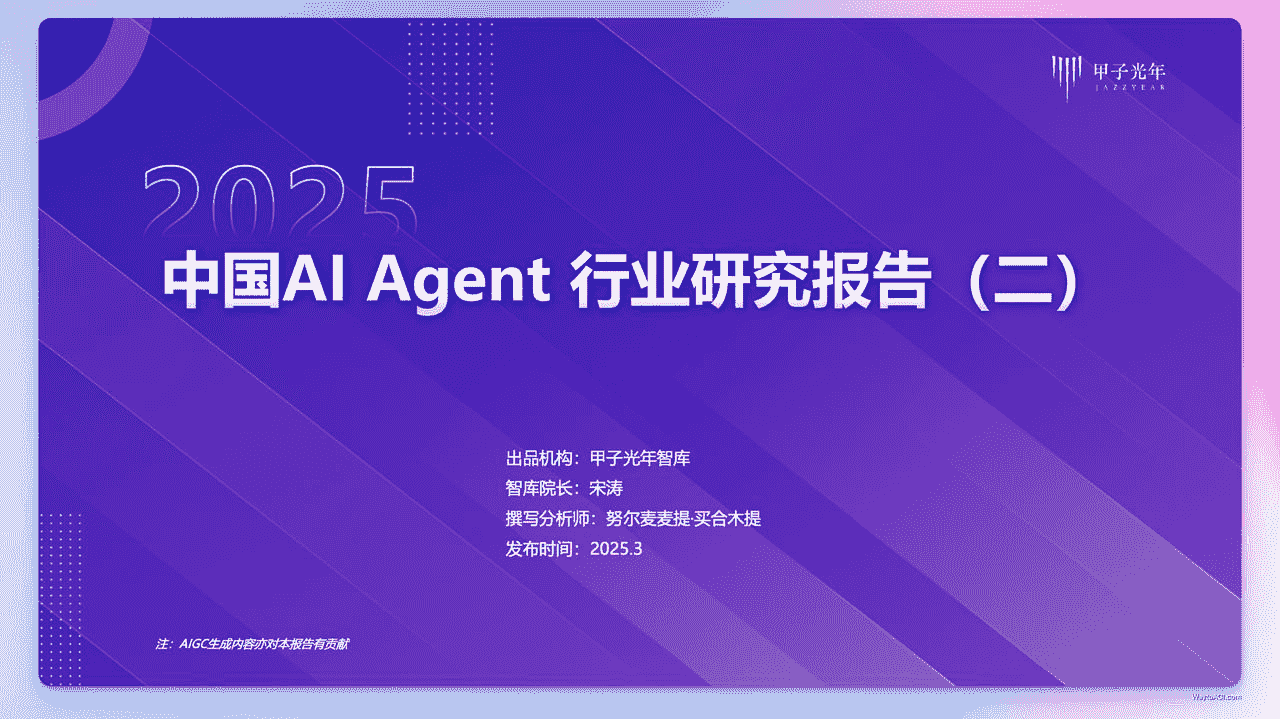 甲子光年
JAZZYEAR
2025
中国AI Agent 行业研究报告（二）
出品机构：甲子光年智库
智库院长：宋涛
撰写分析师：努尔麦麦提·买合木提
发布时间：2025.3
注：AIGC生成内容亦对本报告有贡献
WaytoAGI.com